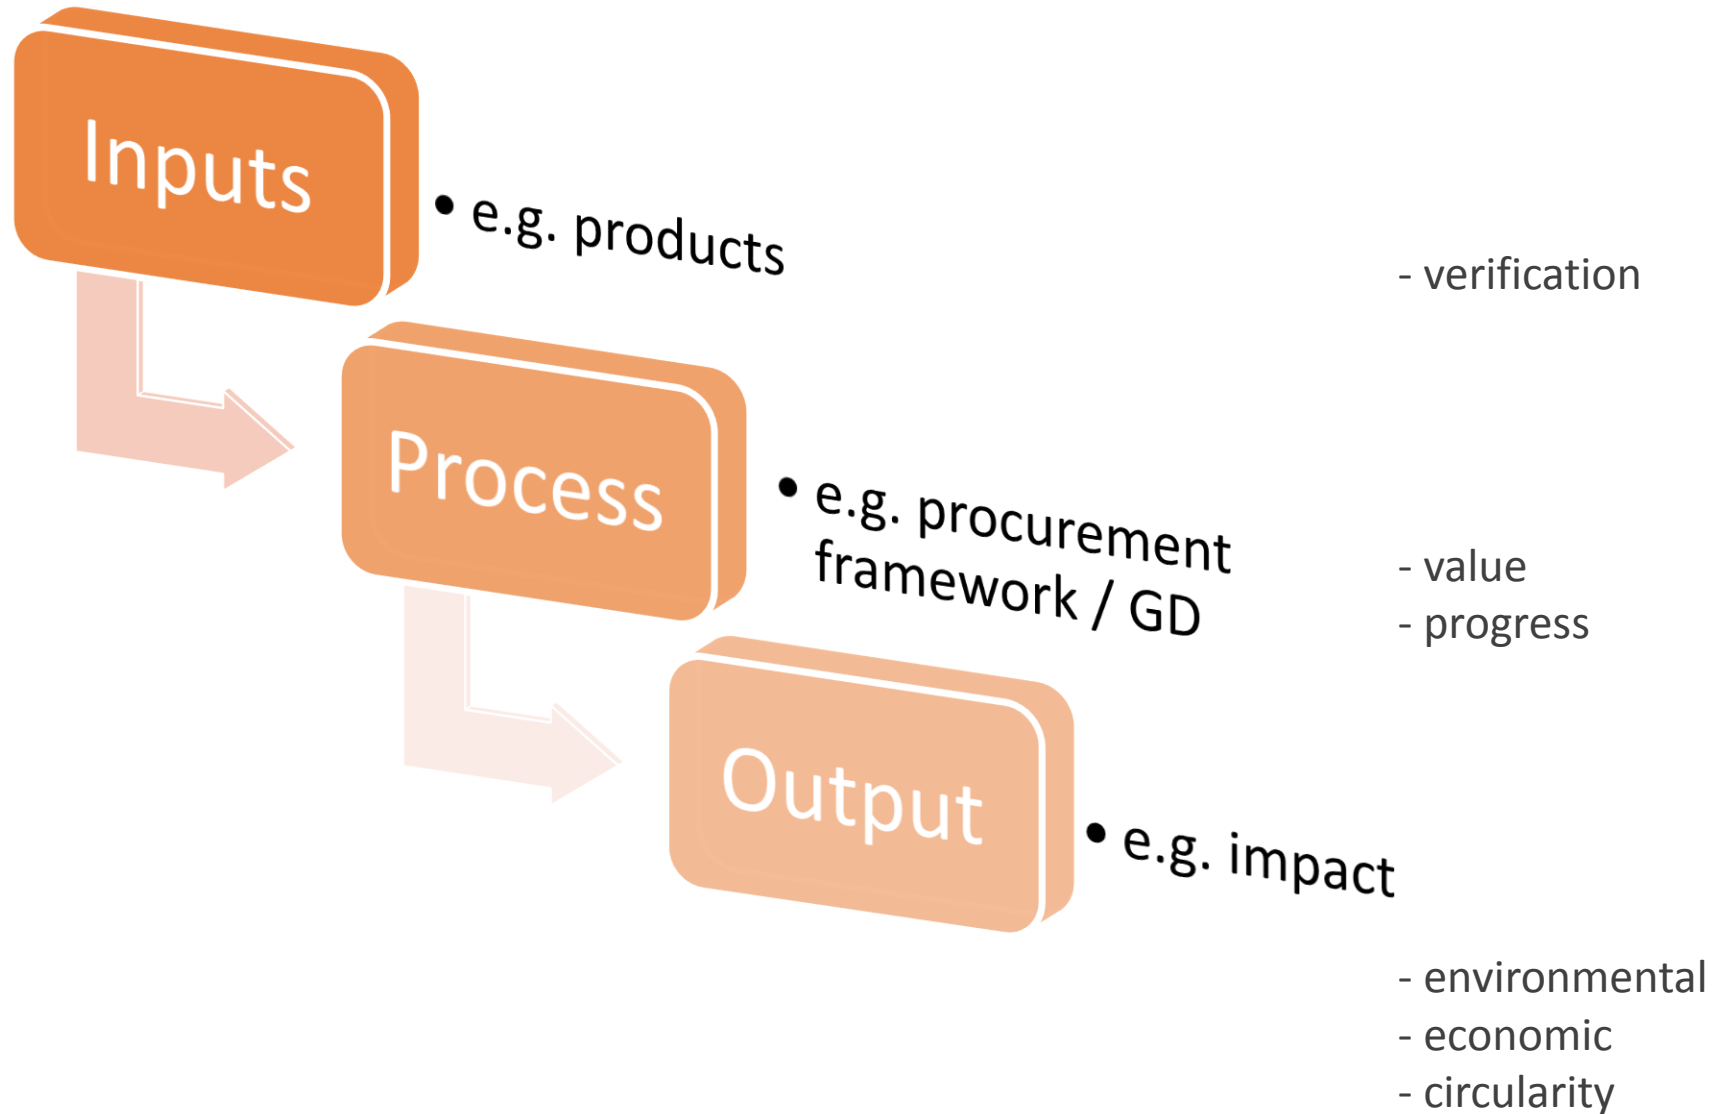 Inputs
• e.g. products
- verification
Process
• e.g. procurement
framework / GD
- value
- progress
Output
• e.g. impact
- environmental
- economic
- circularity